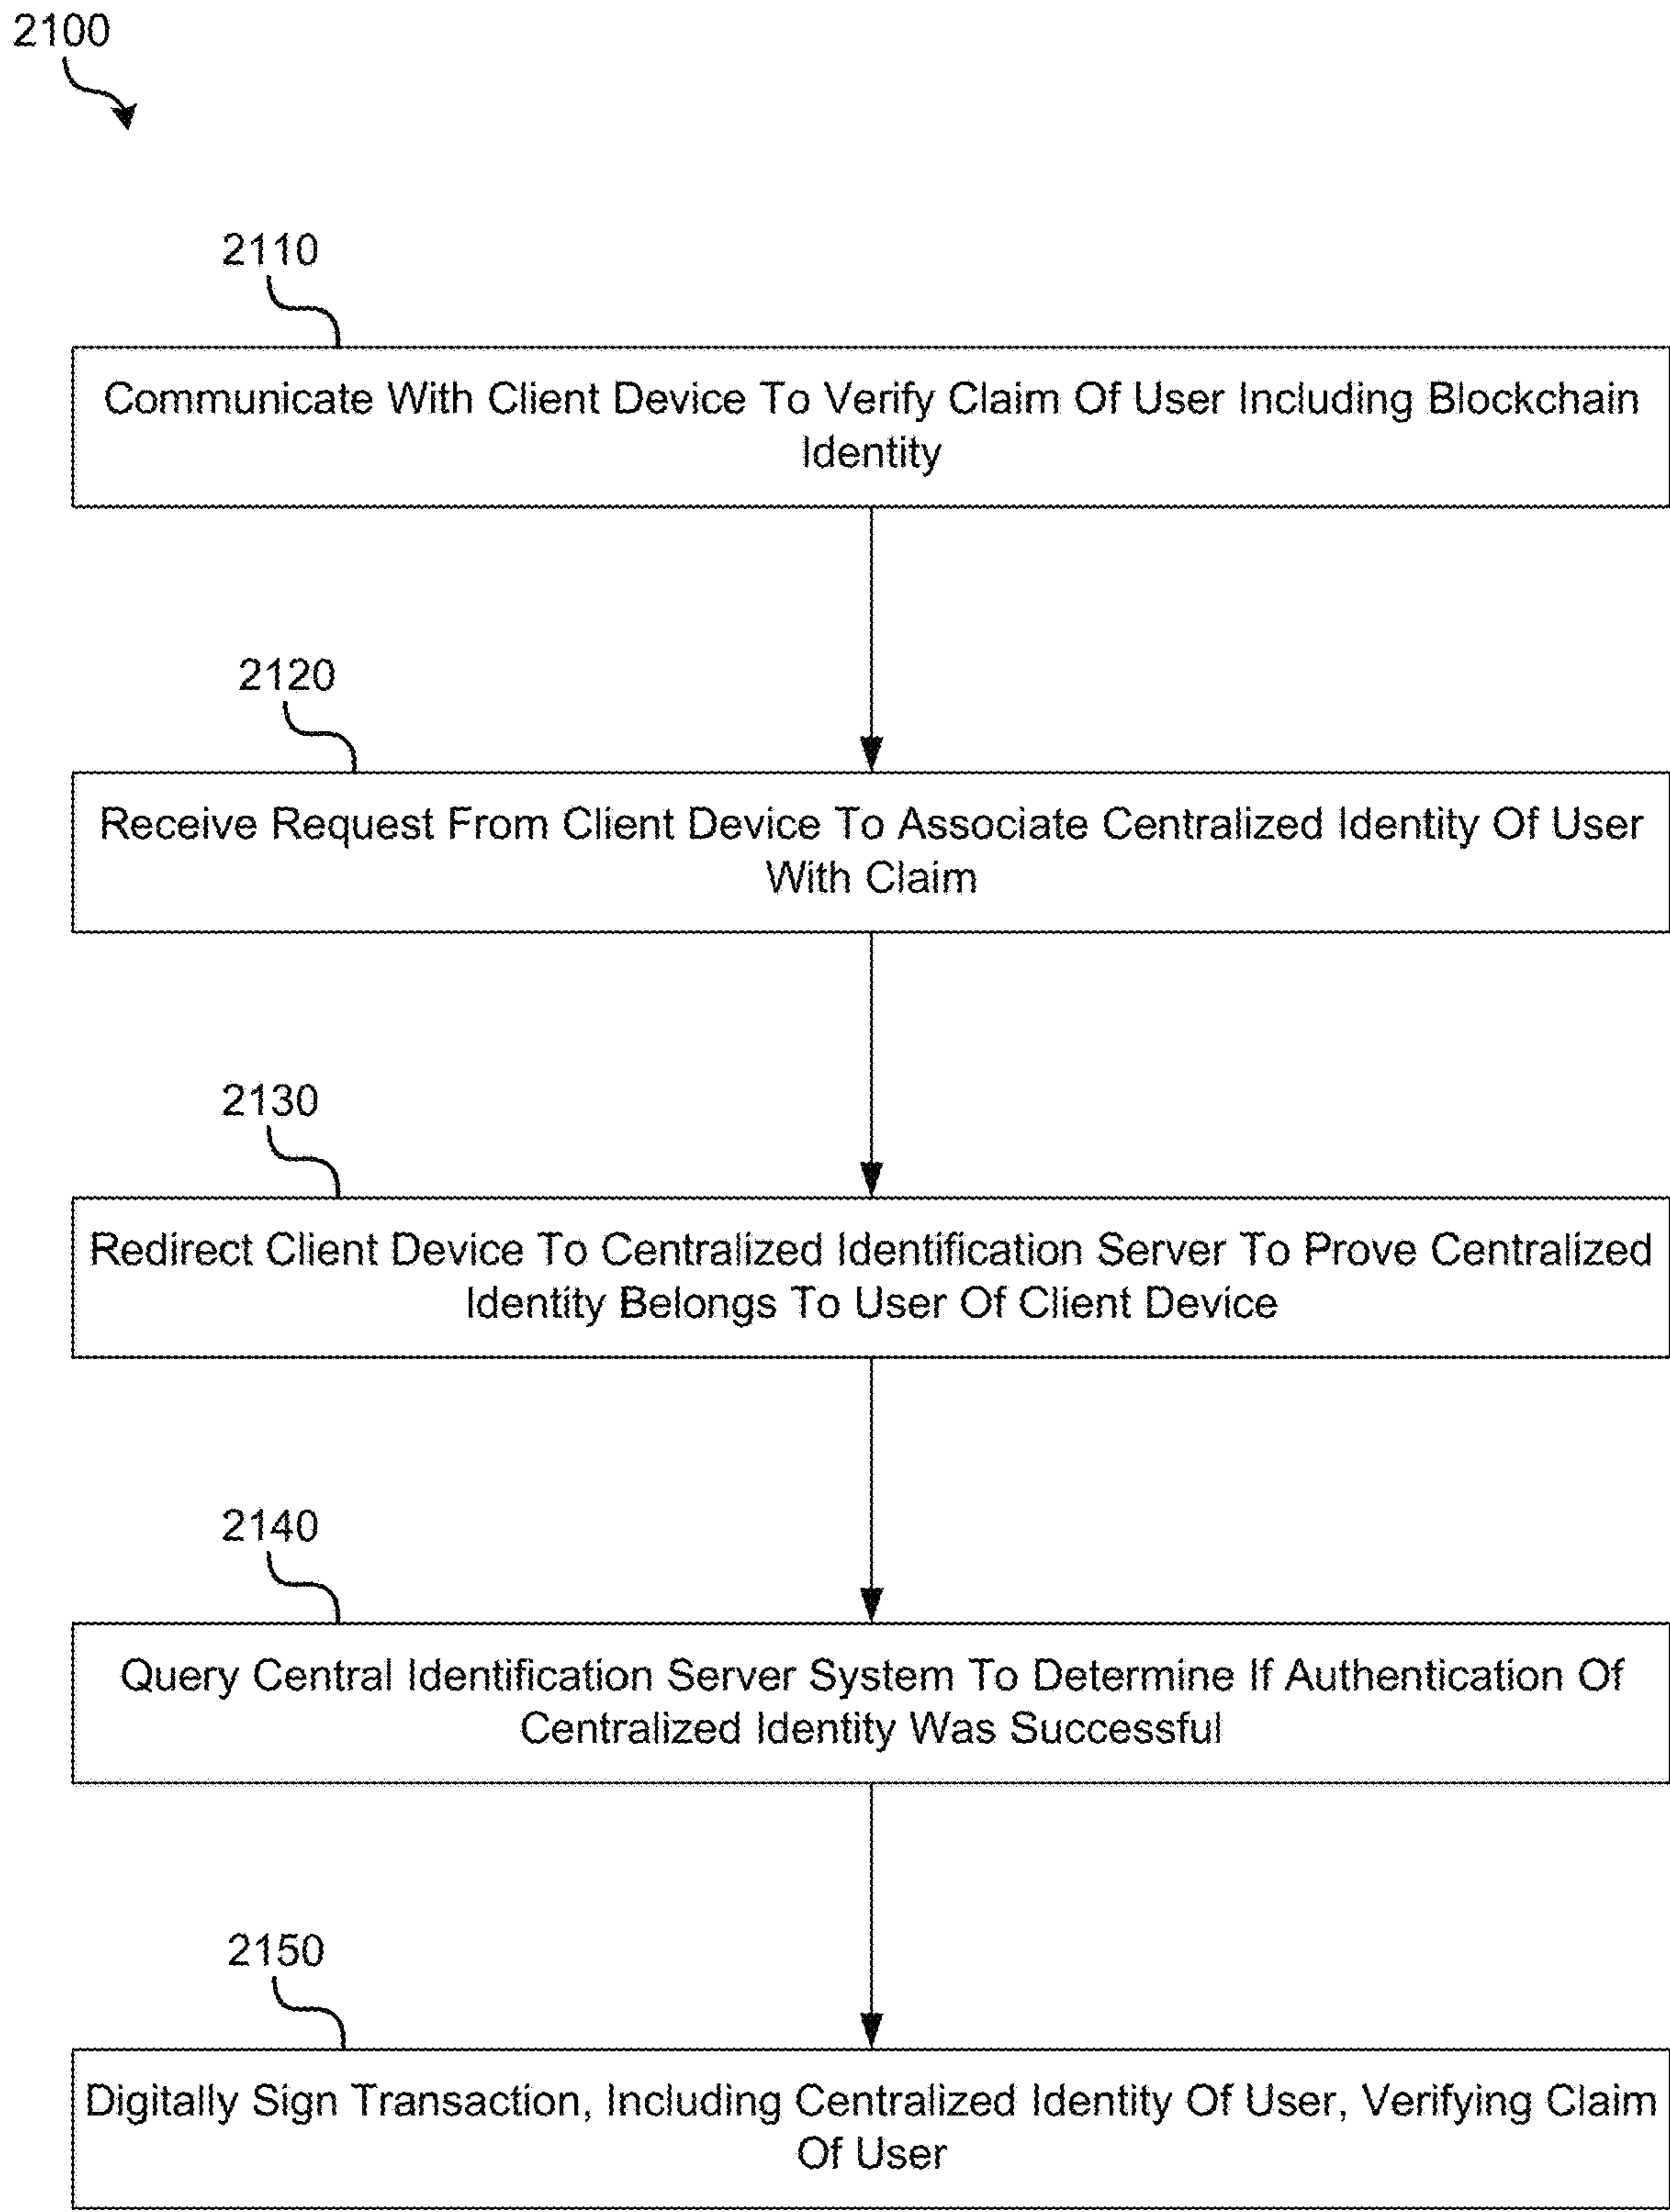 2100
2110
Communicate With Client Device To Verify Claim Of User Including Blockchain
Identity
2120
Receive Request From Client Device To Associate Centralized Identity Of User
With Claim
2130
Redirect Client Device To Centralized Identification Server To Prove Centralized
Identity Belongs To User Of Client Device
2140
Query Central Identification Server System To Determine If Authentication Of
Centralized Identity Was Successful
2150
Digitally Sign Transaction, Including Centralized Identity Of User, Verifying Claim
Of User